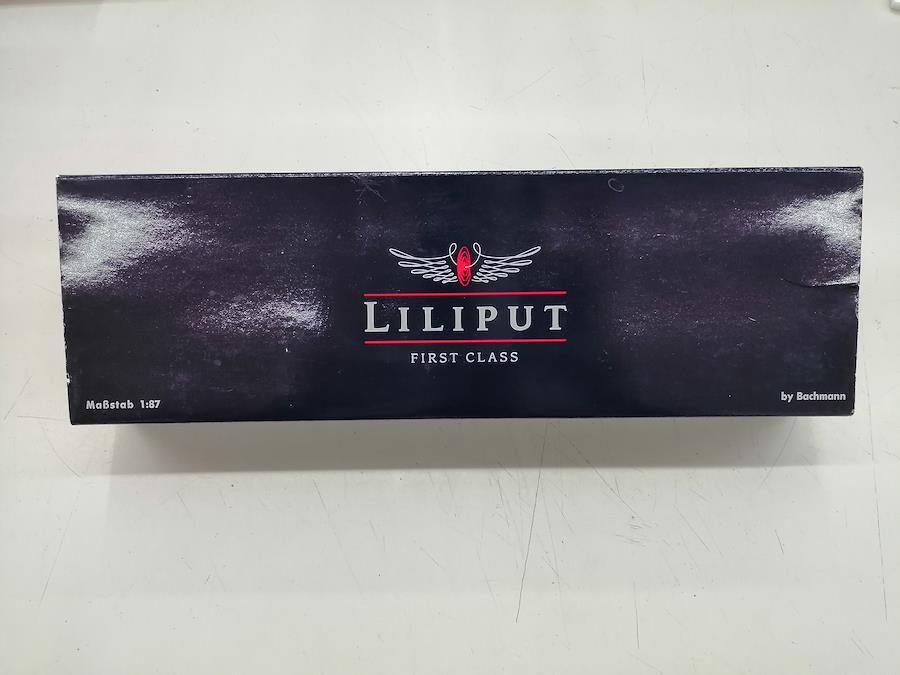 LILIPUT
FIRST CLASS
Maßstab 1:87
by Bachmann